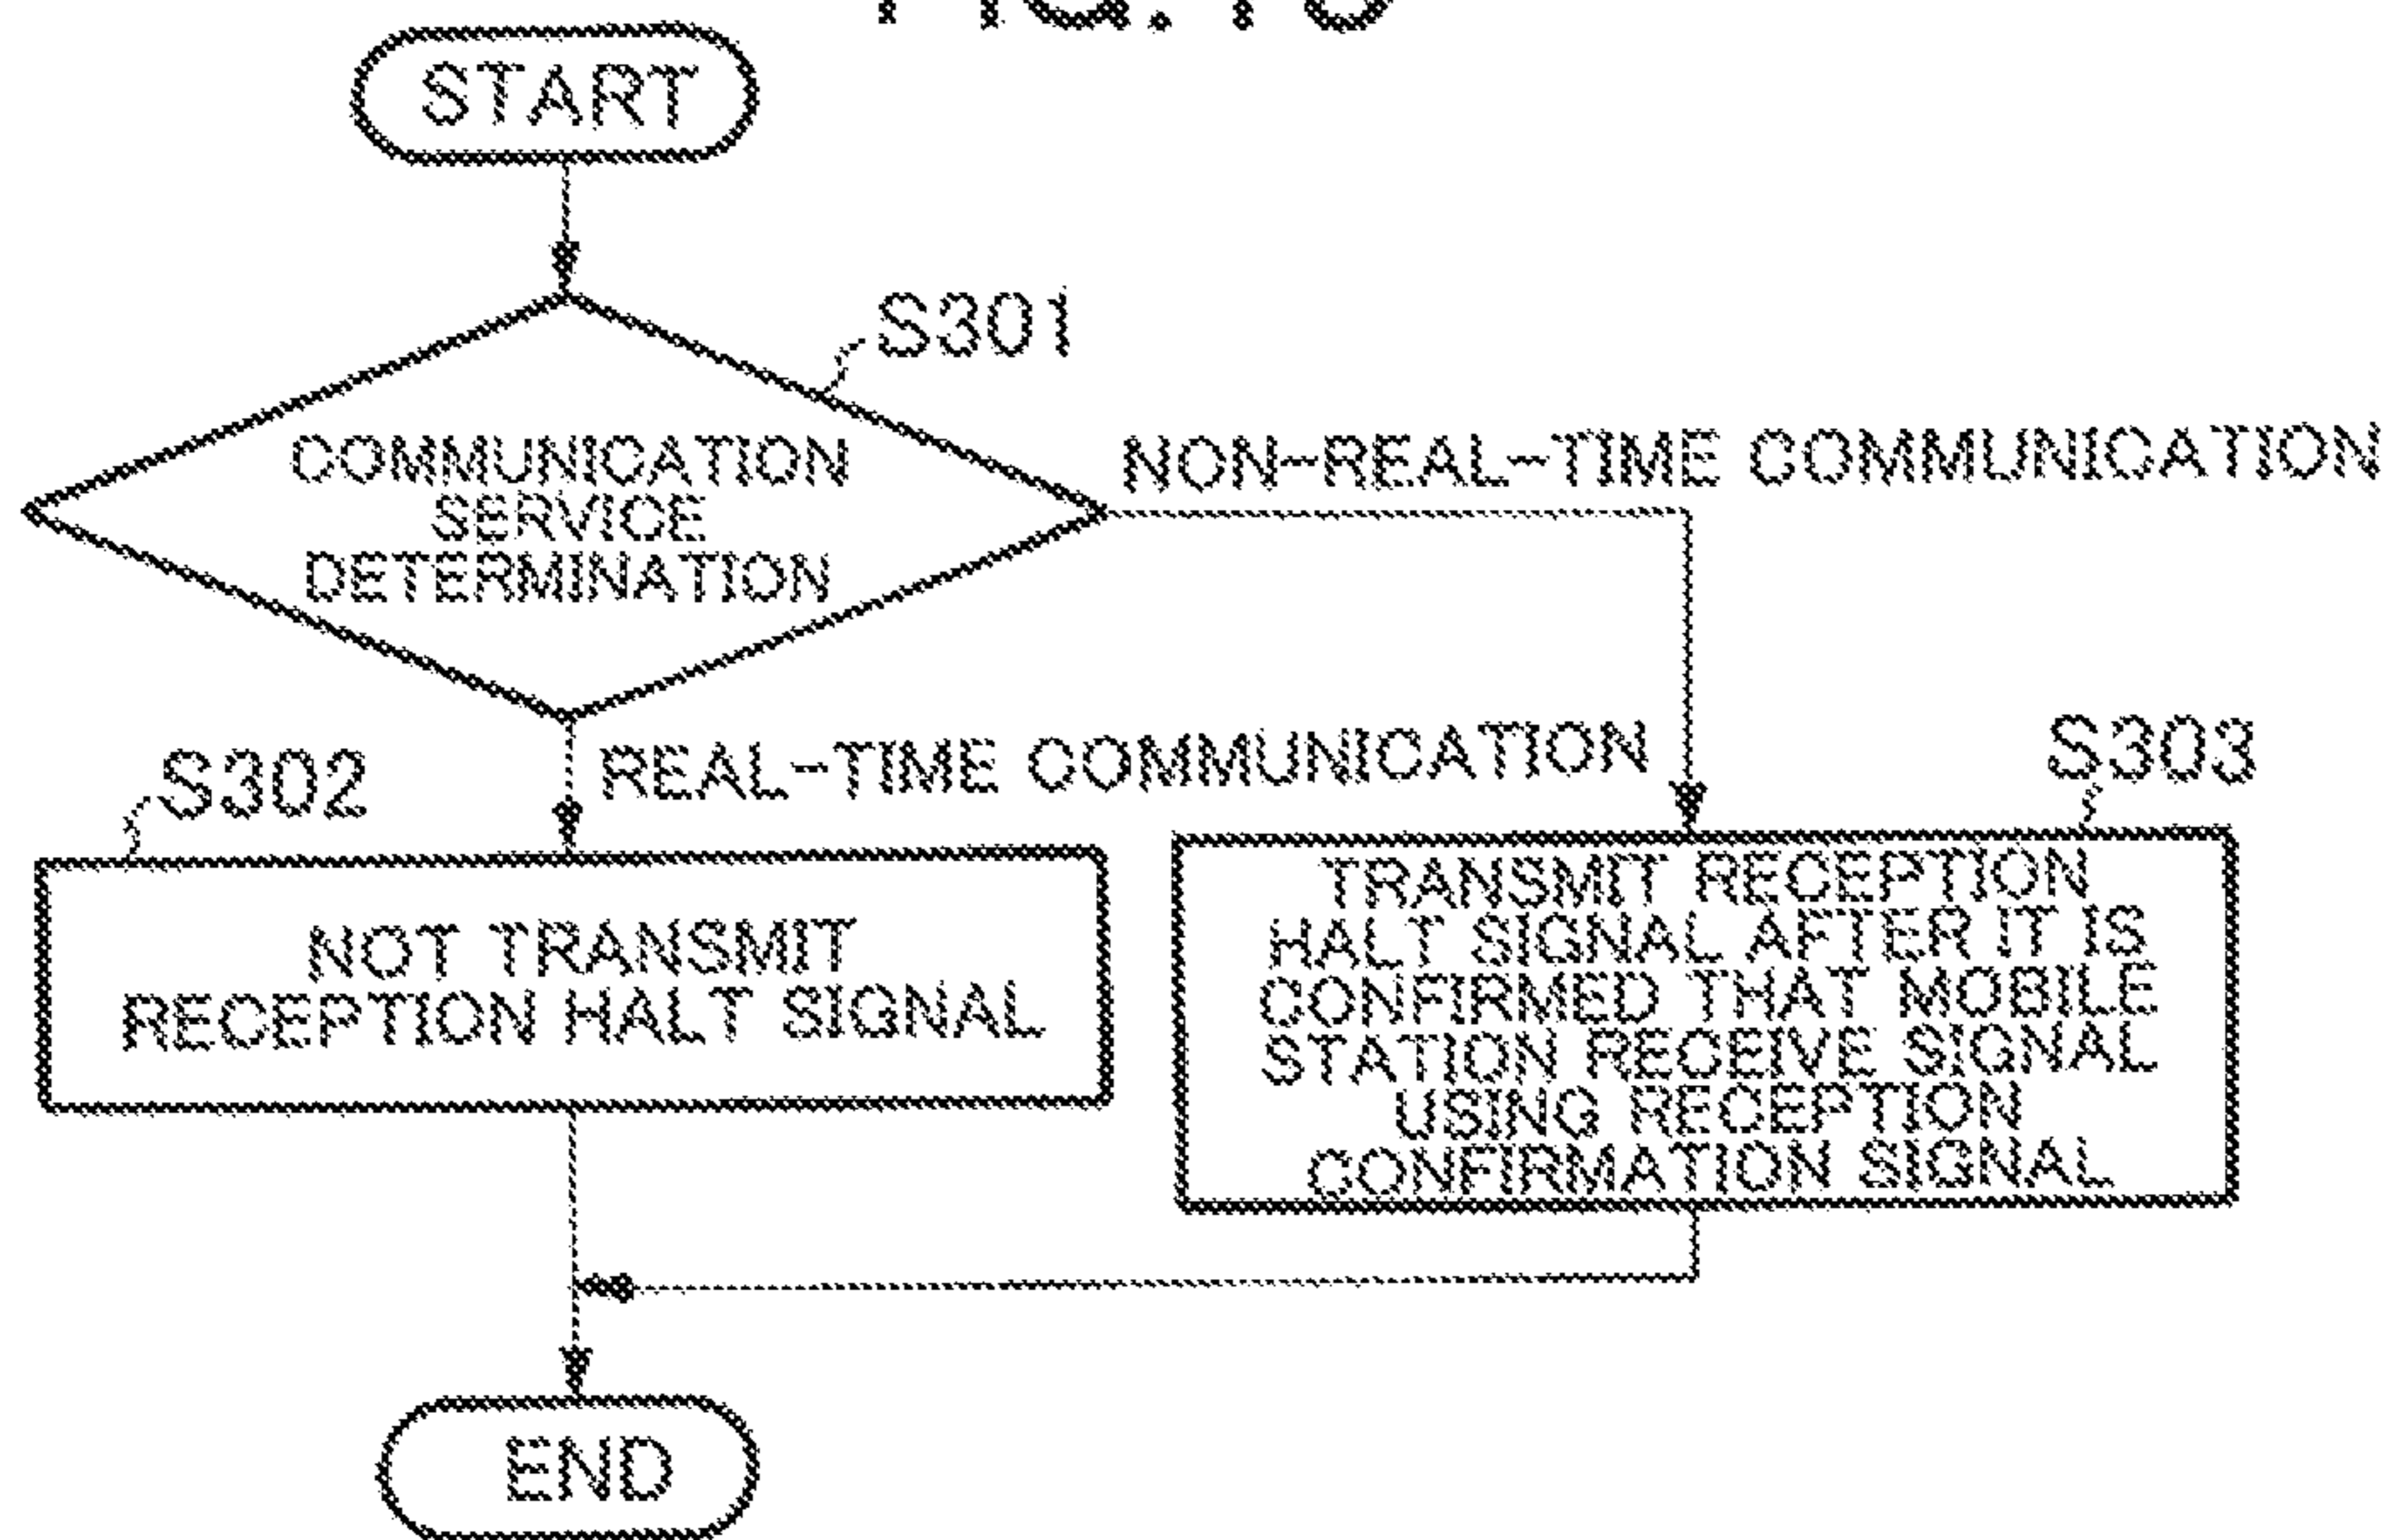 START
S301
COMMUNICATION
SERVICE
DETERMINATION
NON-REAL-TIME COMMUNICATION
REAL-TIME COMMUNICATION
S302
NOT TRANSMIT
RECEPTION HALT SIGNAL
S303
TRANSMIT RECEPTION
HALT SIGNAL AFTER IT IS
CONFIRMED THAT MOBILE
STATION RECEIVE SIGNAL
USING RECEPTION
CONFIRMATION SIGNAL
END